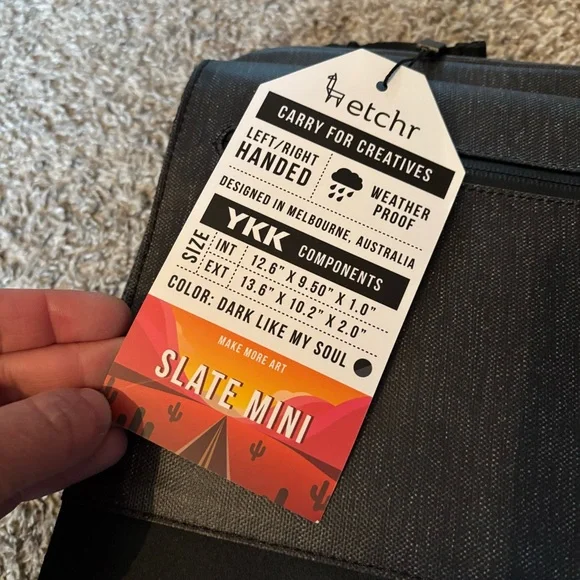 etchr
CARRY FOR CREATIVES
LEFT/RIGHT
HANDED
WEATHER
PROOF
DESIGNED IN MELBOURNE, AUSTRALIA
YKK COMPONENTS
SIZE
INT 12.6" X 9.50" X 1.0"
EXT 13.6" X 10.2" X 2.0"
COLOR: DARK LIKE MY SOUL
MAKE MORE ART
SLATE MINI